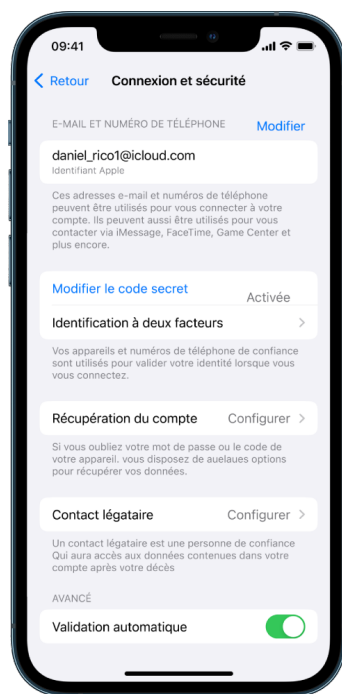 09:41
Retour Connexion et sécurité
E-MAIL ET NUMÉRO DE TÉLÉPHONE Modifier
daniel_rico1@icloud.com
Identifiant Apple
Ces adresses e-mail et numéros de téléphone
peuvent être utilisés pour vous connecter à votre
compte. Ils peuvent aussi être utilisés pour vous
contacter via iMessage, FaceTime, Game Center et
plus encore.
Modifier le code secret
Activée
Identification à deux facteurs
Vos appareils et numéros de téléphone de confiance
sont utilisés pour valider votre identité lorsque vous
vous connectez.
Récupération du compte Configurer
Si vous oubliez votre mot de passe ou le code de
votre appareil. vous disposez de auelaues options
pour récupérer vos données.
Contact légataire Configurer
Un contact légataire est une personne de confiance
Qui aura accès aux données contenues dans votre
compte après votre décès
AVANCÉ
Validation automatique